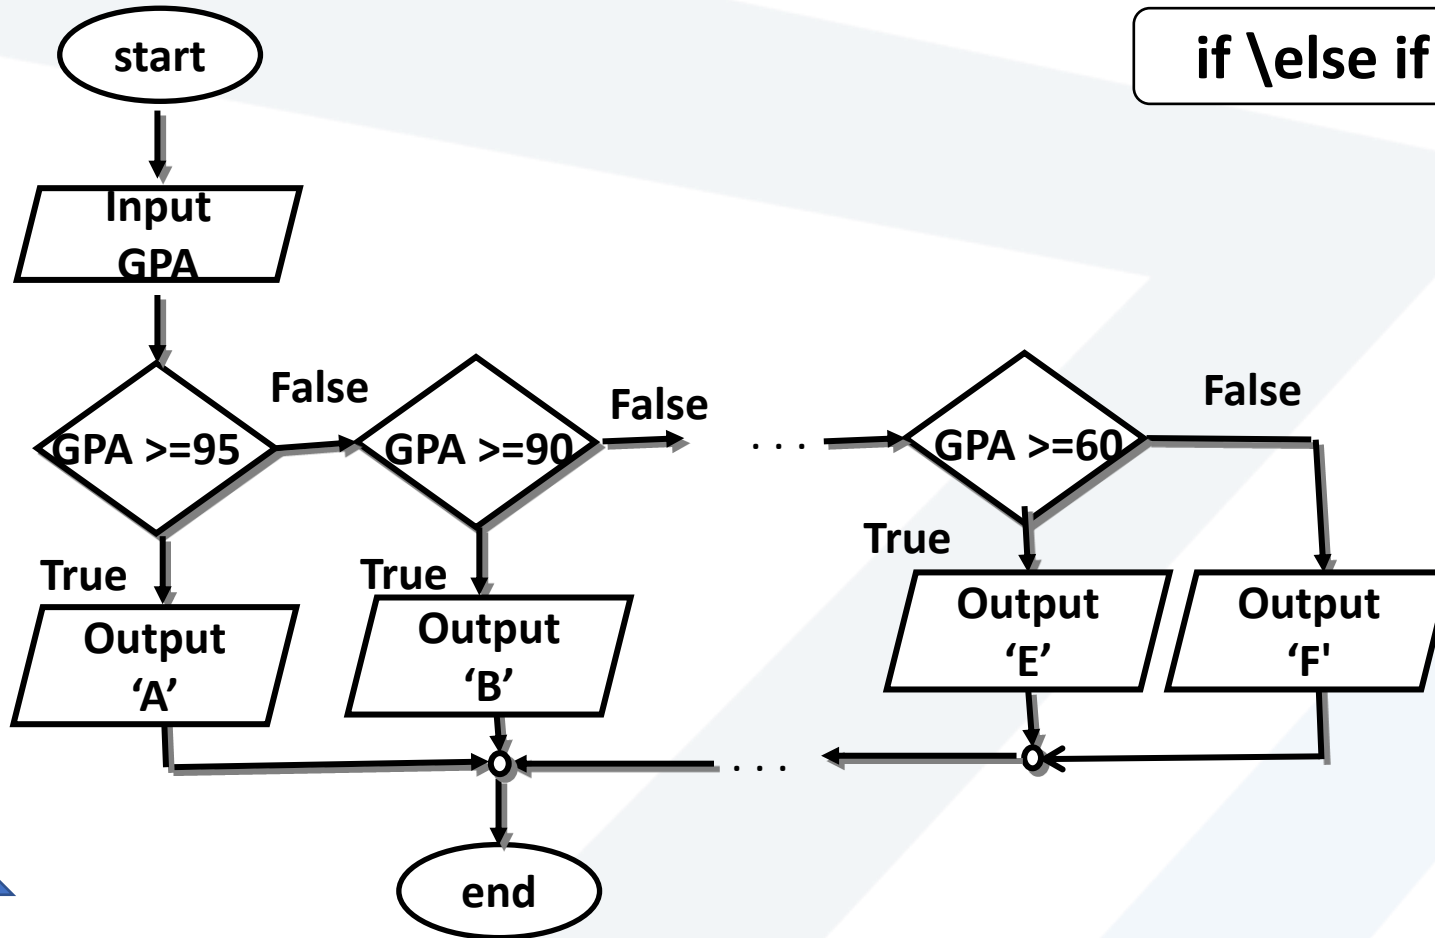 start
if \else if
Input
GPA
False
False
False
GPA >=95
GPA >=90
. . .
GPA >=60
True
True
True
Output
‘A’
Output
‘B’
Output
‘E’
Output
‘F'
. . .
end